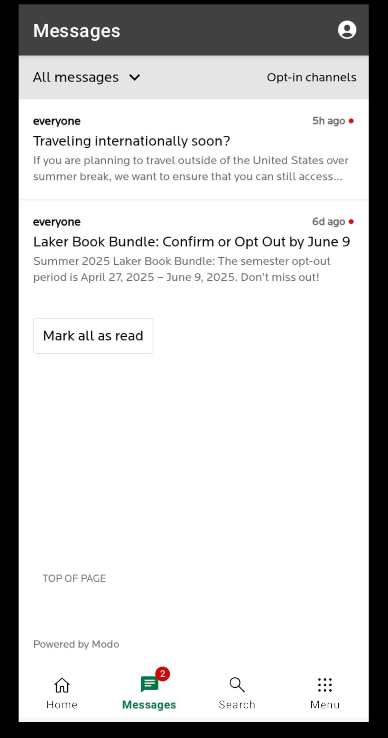 Messages
All messages
Opt-in channels
everyone
5h ago
Traveling internationally soon?
If you are planning to travel outside of the United States over
summer break, we want to ensure that you can still access...
everyone
6d ago
Laker Book Bundle: Confirm or Opt Out by June 9
Summer 2025 Laker Book Bundle: The semester opt-out
period is April 27, 2025 – June 9, 2025. Don't miss out!
Mark all as read
TOP OF PAGE
Powered by Modo
2
Home
Messages
Search
Menu